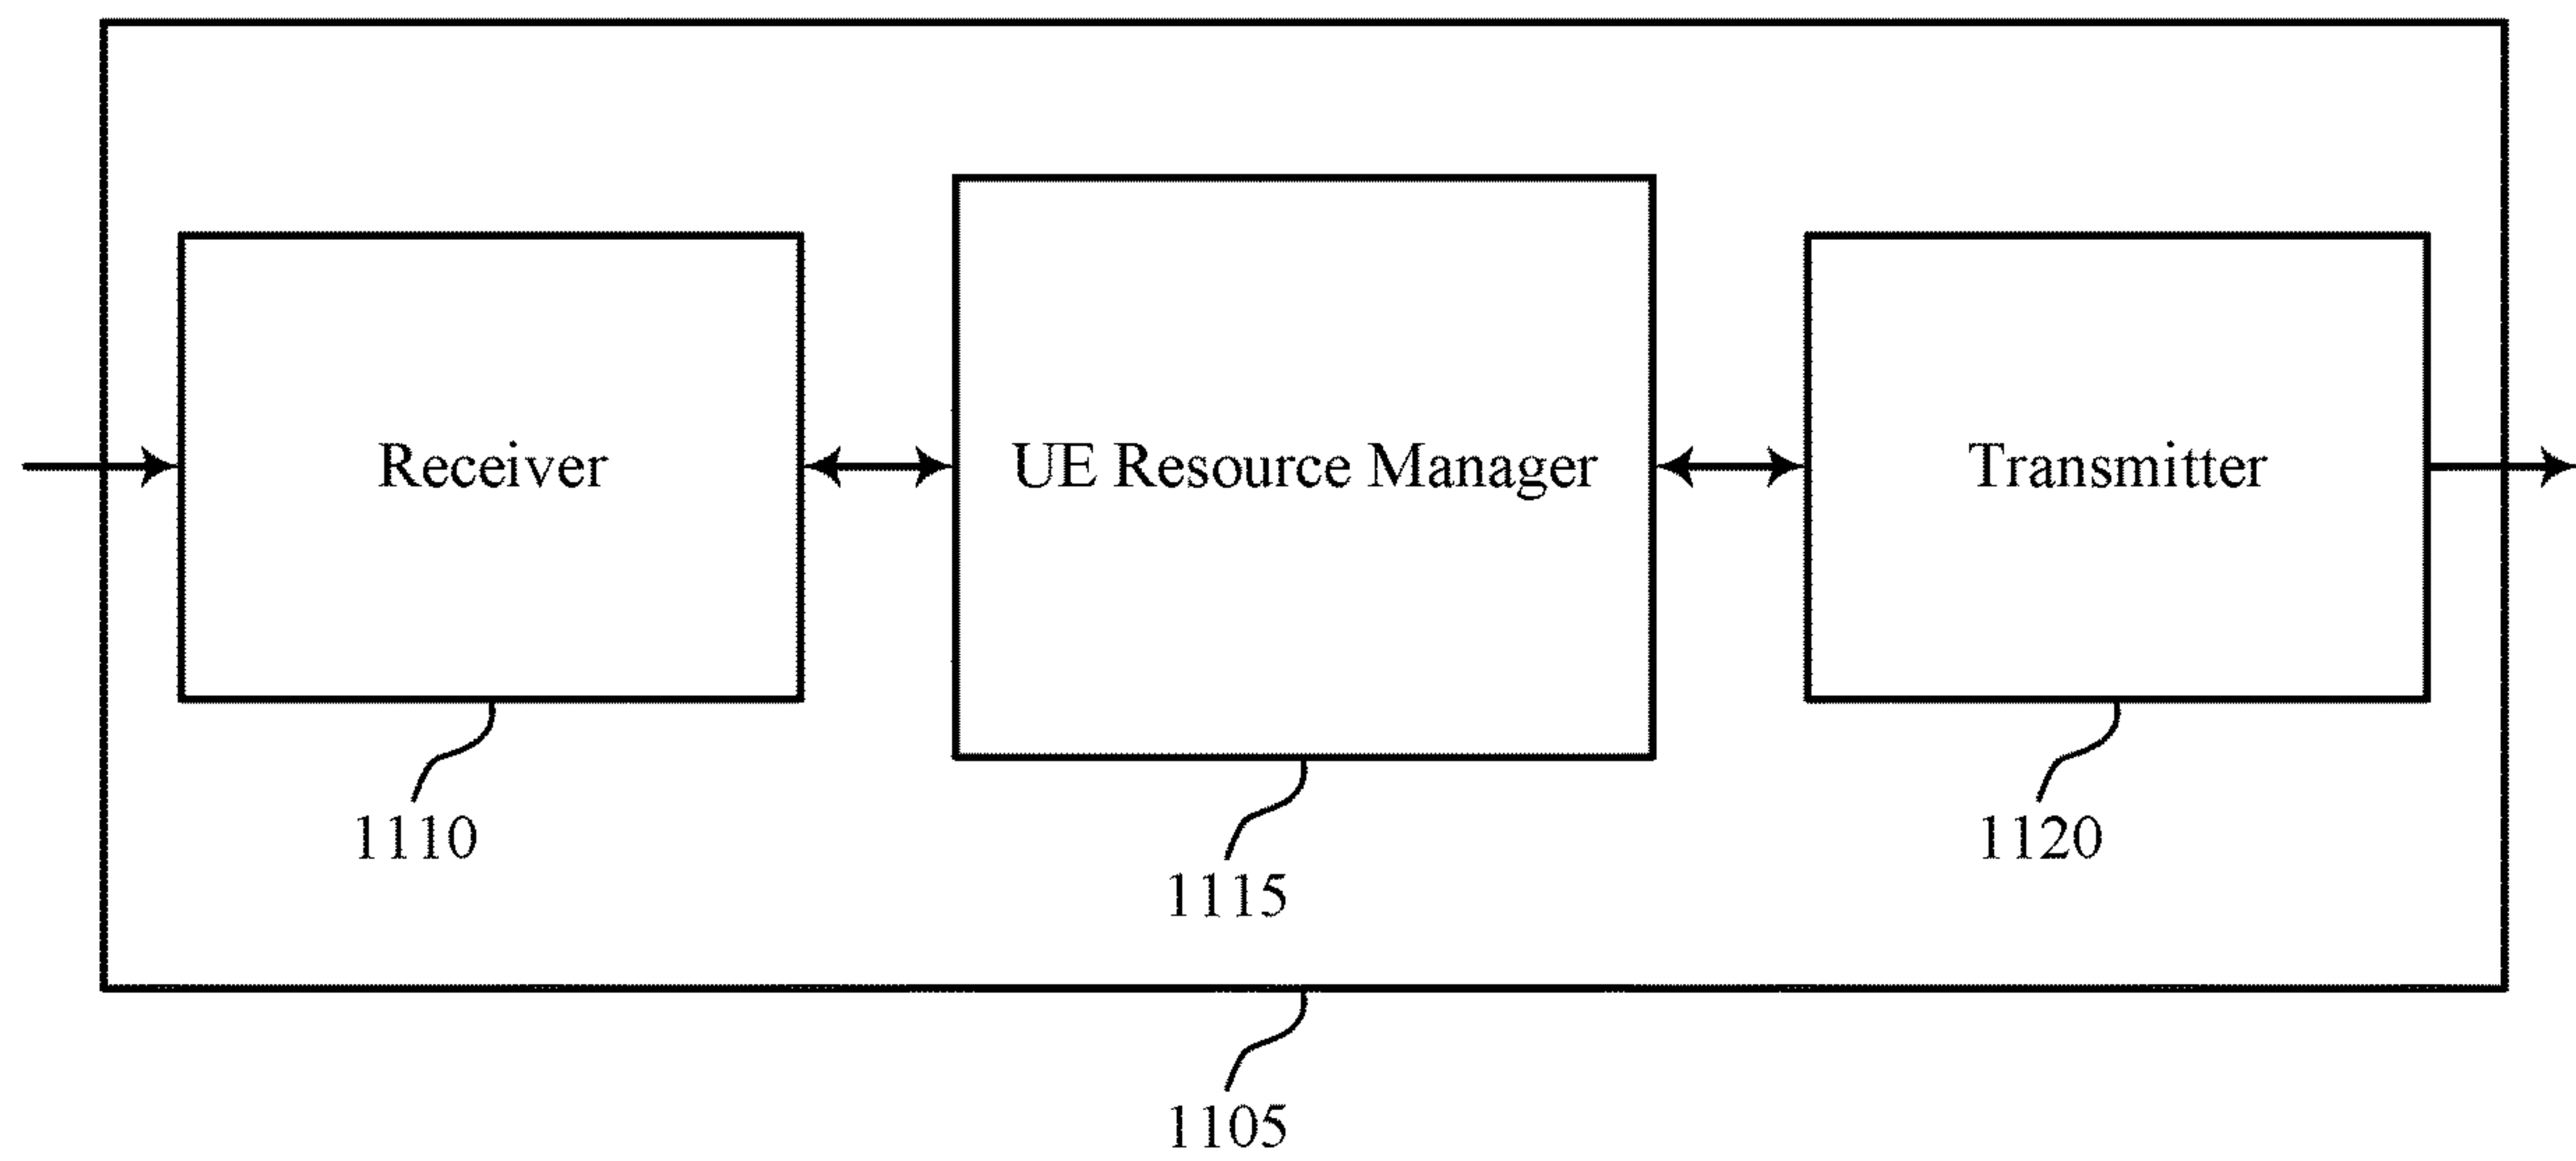 Receiver
UE Resource Manager
Transmitter
1110
1120
1115
1105